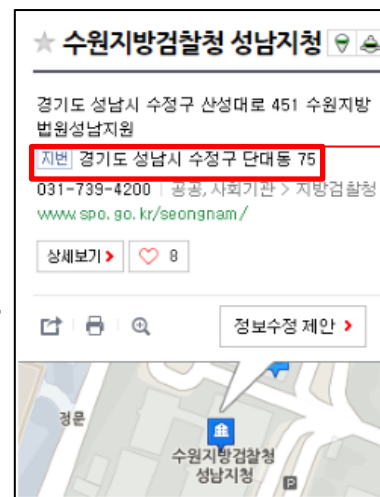 수원지방검찰청 성남지청
경기도 성남시 수정구 산성대로 451 수원지방
법원성남지원
지번 경기도 성남시 수정구 단대동 75
031-739-4200 | 공공,사회기관 > 지방검찰청
www.spo.go.kr/seongnam/
상세보기 > 8
정보수정 제안 >
정문
수원지방검찰청
성남지청
P